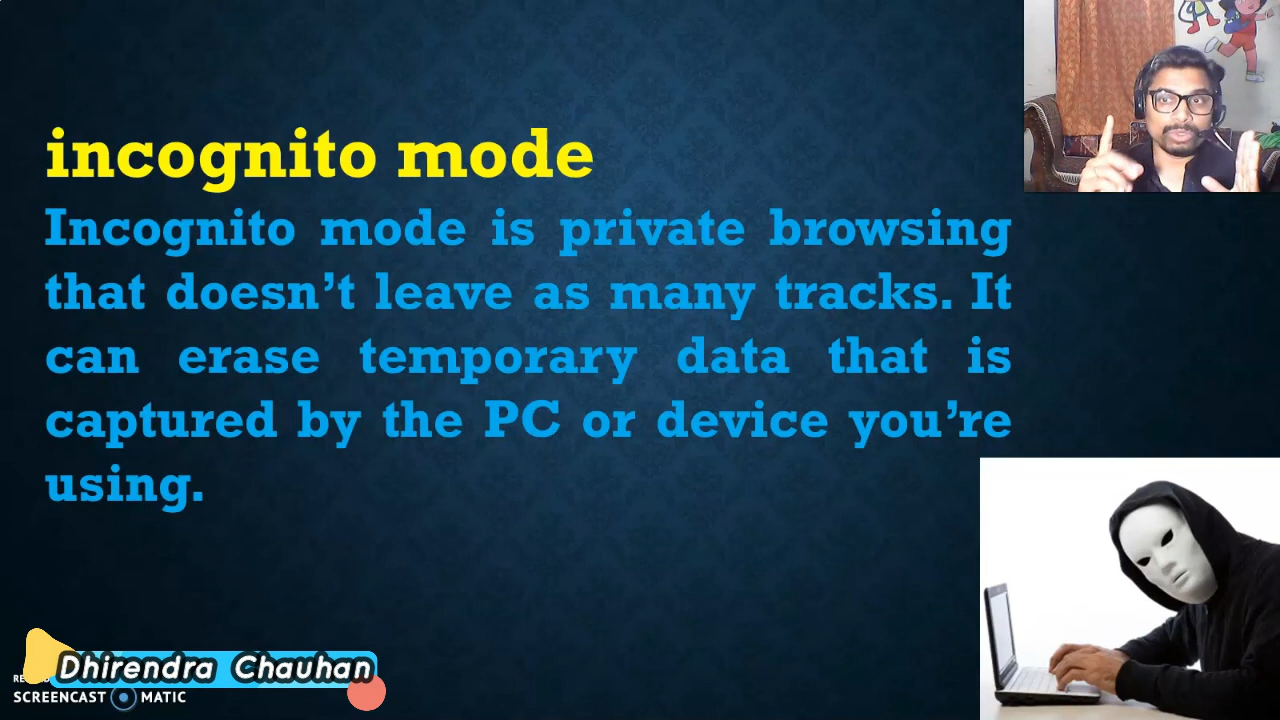 incognito mode
Incognito mode is private browsing
that doesn’t leave as many tracks. It
can erase temporary data that is
captured by the PC or device you’re
using.
Dhirendra Chauhan
SCREENCAST MATIC